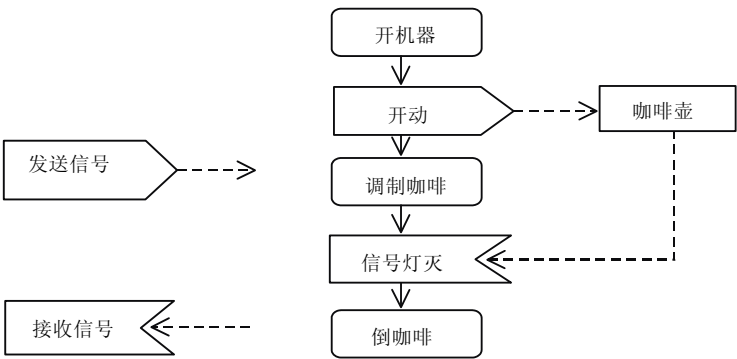 开机器
开动
咖啡壶
发送信号
调制咖啡
信号灯灭
接收信号
倒咖啡